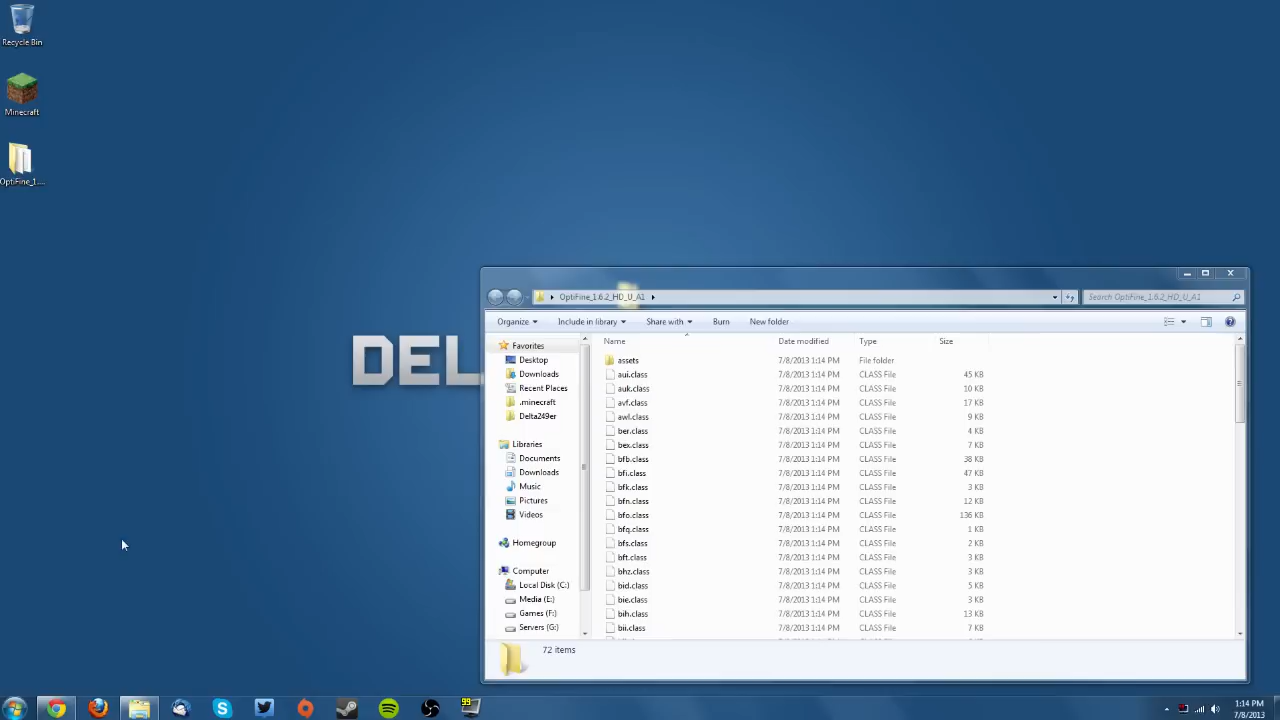 Recycle Bin
Minecraft
OptiFine_1....
DEL
OptiFine_1.6.2_HD_U_A1
Search OptiFine_1.6.2_HD_U_A1
Organize Include in library Share with Burn New folder
Name Date modified Type Size
Favorites
Desktop
Downloads
Recent Places
.minecraft
Delta249er
Libraries
Documents
Downloads
Music
Pictures
Videos
Homegroup
Computer
Local Disk (C:)
Media (E:)
Games (F:)
Servers (G:)
assets 7/8/2013 1:14 PM File folder
aui.class 7/8/2013 1:14 PM CLASS File 45 KB
auk.class 7/8/2013 1:14 PM CLASS File 10 KB
avf.class 7/8/2013 1:14 PM CLASS File 17 KB
awl.class 7/8/2013 1:14 PM CLASS File 9 KB
ber.class 7/8/2013 1:14 PM CLASS File 4 KB
bex.class 7/8/2013 1:14 PM CLASS File 7 KB
bfb.class 7/8/2013 1:14 PM CLASS File 38 KB
bfi.class 7/8/2013 1:14 PM CLASS File 47 KB
bfk.class 7/8/2013 1:14 PM CLASS File 3 KB
bfn.class 7/8/2013 1:14 PM CLASS File 12 KB
bfo.class 7/8/2013 1:14 PM CLASS File 136 KB
bfq.class 7/8/2013 1:14 PM CLASS File 1 KB
bfs.class 7/8/2013 1:14 PM CLASS File 2 KB
bft.class 7/8/2013 1:14 PM CLASS File 3 KB
bhz.class 7/8/2013 1:14 PM CLASS File 3 KB
bid.class 7/8/2013 1:14 PM CLASS File 5 KB
bie.class 7/8/2013 1:14 PM CLASS File 3 KB
bih.class 7/8/2013 1:14 PM CLASS File 13 KB
bii.class 7/8/2013 1:14 PM CLASS File 7 KB
72 items
99
1:14 PM
7/8/2013